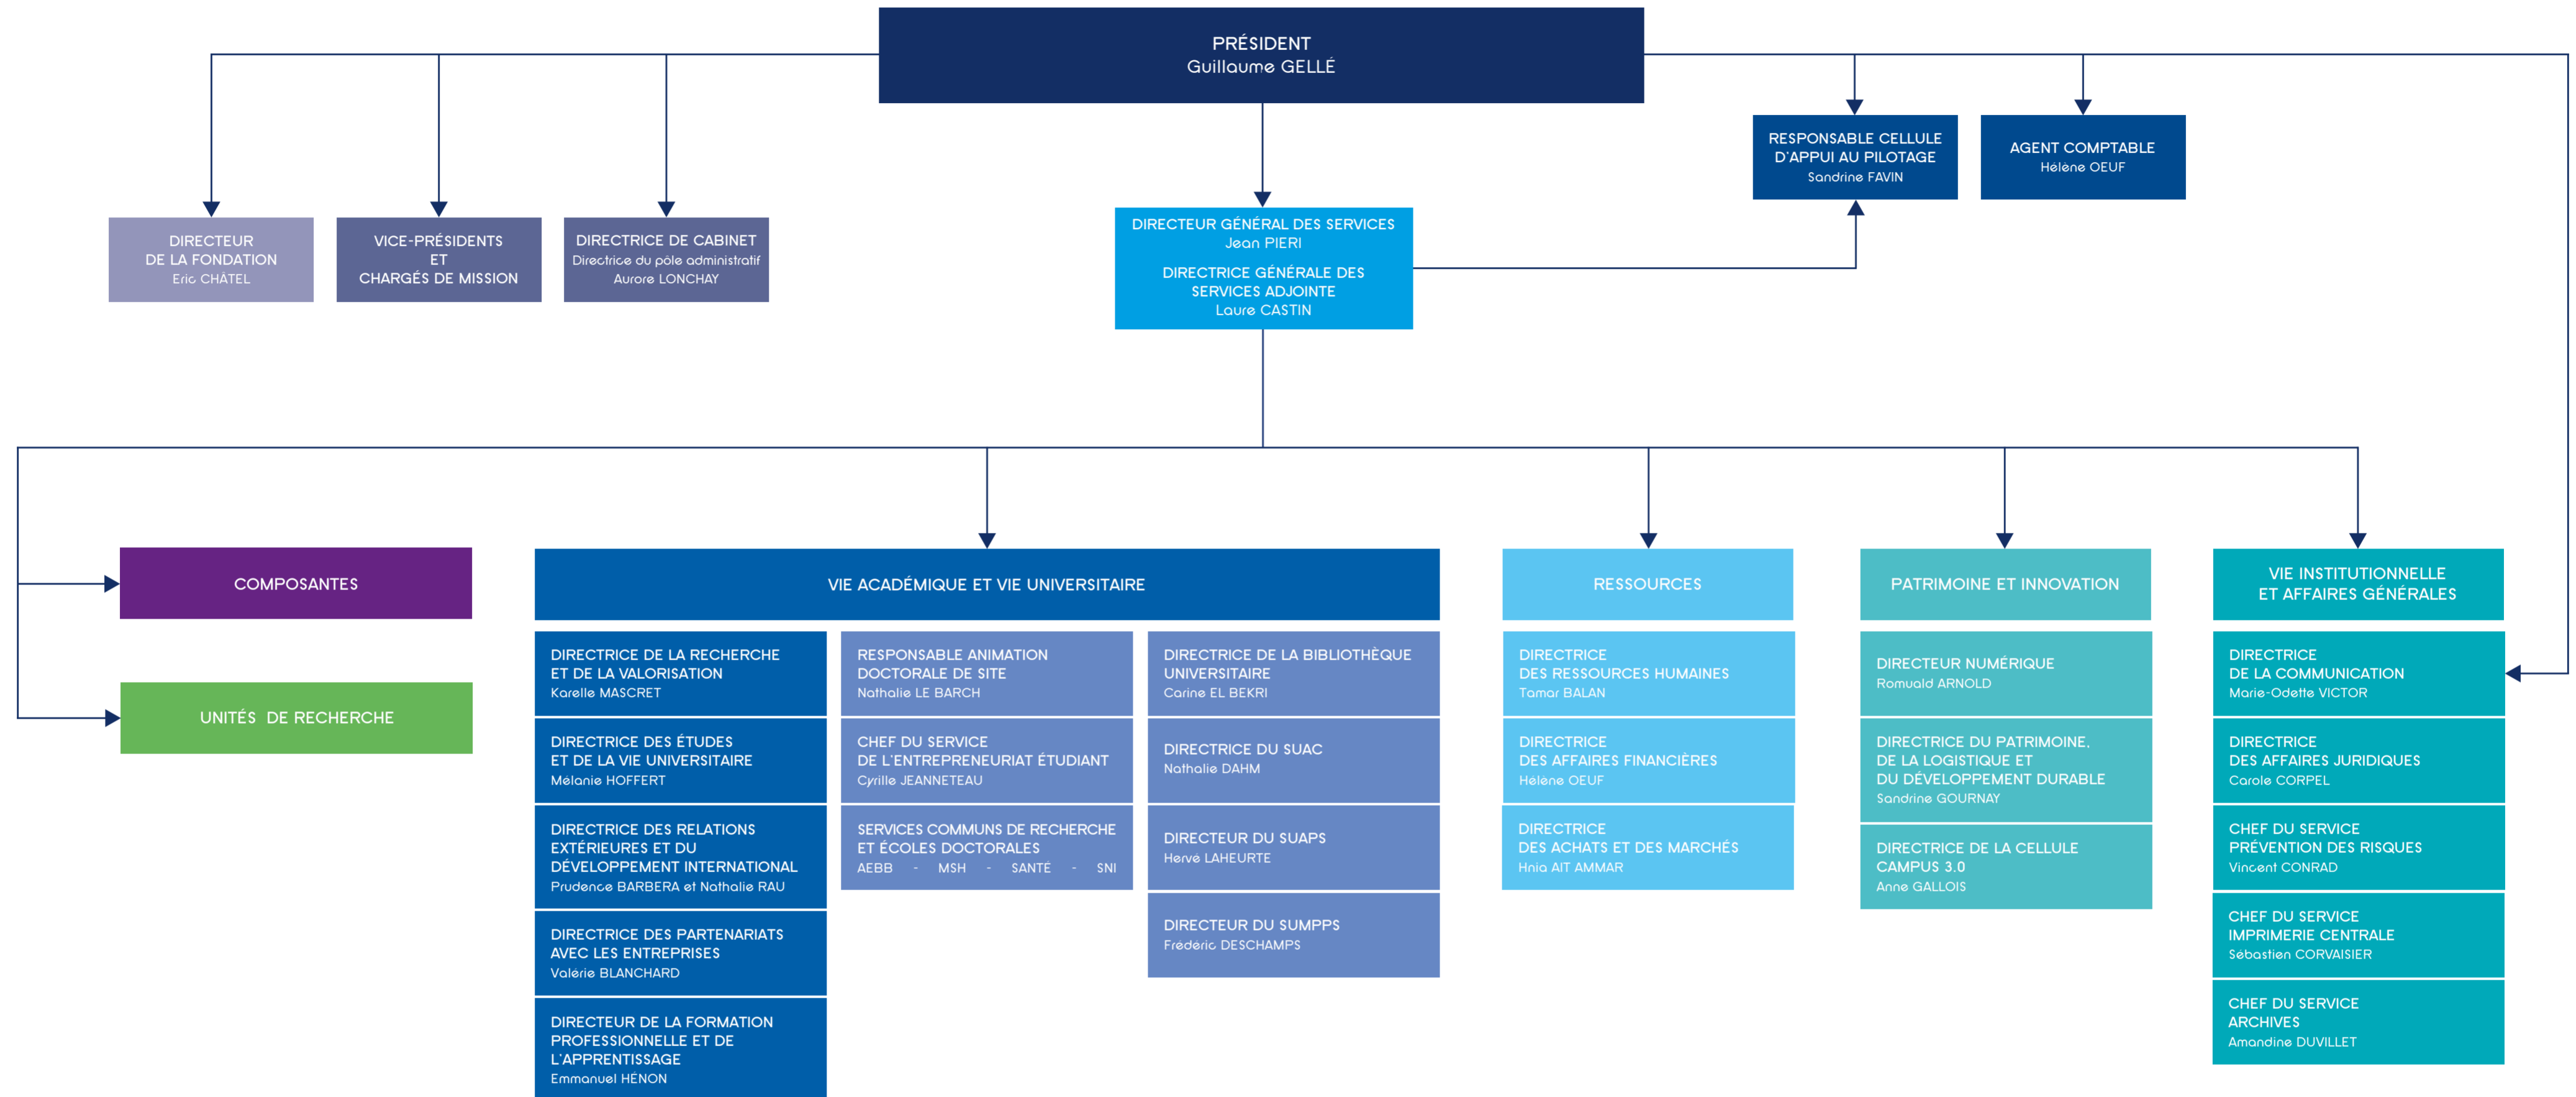 PRÉSIDENT
Guillaume GELLÉ
RESPONSABLE CELLULE
D'APPUI AU PILOTAGE
Sandrine FAVIN
AGENT COMPTABLE
Hélène OEUF
DIRECTEUR
DE LA FONDATION
Eric CHÂTEL
VICE-PRÉSIDENTS
ET
CHARGÉS DE MISSION
DIRECTRICE DE CABINET
Directrice du pôle administratif
Aurore LONCHAY
DIRECTEUR GÉNÉRAL DES SERVICES
Jean PIERI
DIRECTRICE GÉNÉRALE DES
SERVICES ADJOINTE
Laure CASTIN
COMPOSANTES
UNITÉS DE RECHERCHE
VIE ACADÉMIQUE ET VIE UNIVERSITAIRE
DIRECTRICE DE LA RECHERCHE
ET DE LA VALORISATION
Karelle MASCRET
DIRECTRICE DES ÉTUDES
ET DE LA VIE UNIVERSITAIRE
Mélanie HOFFERT
DIRECTRICE DES RELATIONS
EXTÉRIEURES ET DU
DÉVELOPPEMENT INTERNATIONAL
Prudence BARBERA et Nathalie RAU
DIRECTRICE DES PARTENARIATS
AVEC LES ENTREPRISES
Valérie BLANCHARD
DIRECTEUR DE LA FORMATION
PROFESSIONNELLE ET DE
L'APPRENTISSAGE
Emmanuel HÉNON
RESPONSABLE ANIMATION
DOCTORALE DE SITE
Nathalie LE BARCH
CHEF DU SERVICE
DE L'ENTREPRENEURIAT ÉTUDIANT
Cyrille JEANNETEAU
SERVICES COMMUNS DE RECHERCHE
ET ÉCOLES DOCTORALES
AEBB - MSH - SANTÉ - SNI
DIRECTRICE DE LA BIBLIOTHÈQUE
UNIVERSITAIRE
Carine EL BEKRI
DIRECTRICE DU SUAC
Nathalie DAHM
DIRECTEUR DU SUAPS
Hervé LAHEURTE
DIRECTEUR DU SUMPPS
Frédéric DESCHAMPS
RESSOURCES
DIRECTRICE
DES RESSOURCES HUMAINES
Tamar BALAN
DIRECTRICE
DES AFFAIRES FINANCIÈRES
Hélène OEUF
DIRECTRICE
DES ACHATS ET DES MARCHÉS
Hnia AIT AMMAR
PATRIMOINE ET INNOVATION
DIRECTEUR NUMÉRIQUE
Romuald ARNOLD
DIRECTRICE DU PATRIMOINE,
DE LA LOGISTIQUE ET
DU DÉVELOPPEMENT DURABLE
Sandrine GOURNAY
DIRECTRICE DE LA CELLULE
CAMPUS 3.0
Anne GALLOIS
VIE INSTITUTIONNELLE
ET AFFAIRES GÉNÉRALES
DIRECTRICE
DE LA COMMUNICATION
Marie-Odette VICTOR
DIRECTRICE
DES AFFAIRES JURIDIQUES
Carole CORPEL
CHEF DU SERVICE
PRÉVENTION DES RISQUES
Vincent CONRAD
CHEF DU SERVICE
IMPRIMERIE CENTRALE
Sébastien CORVAISIER
CHEF DU SERVICE
ARCHIVES
Amandine DUVILLET